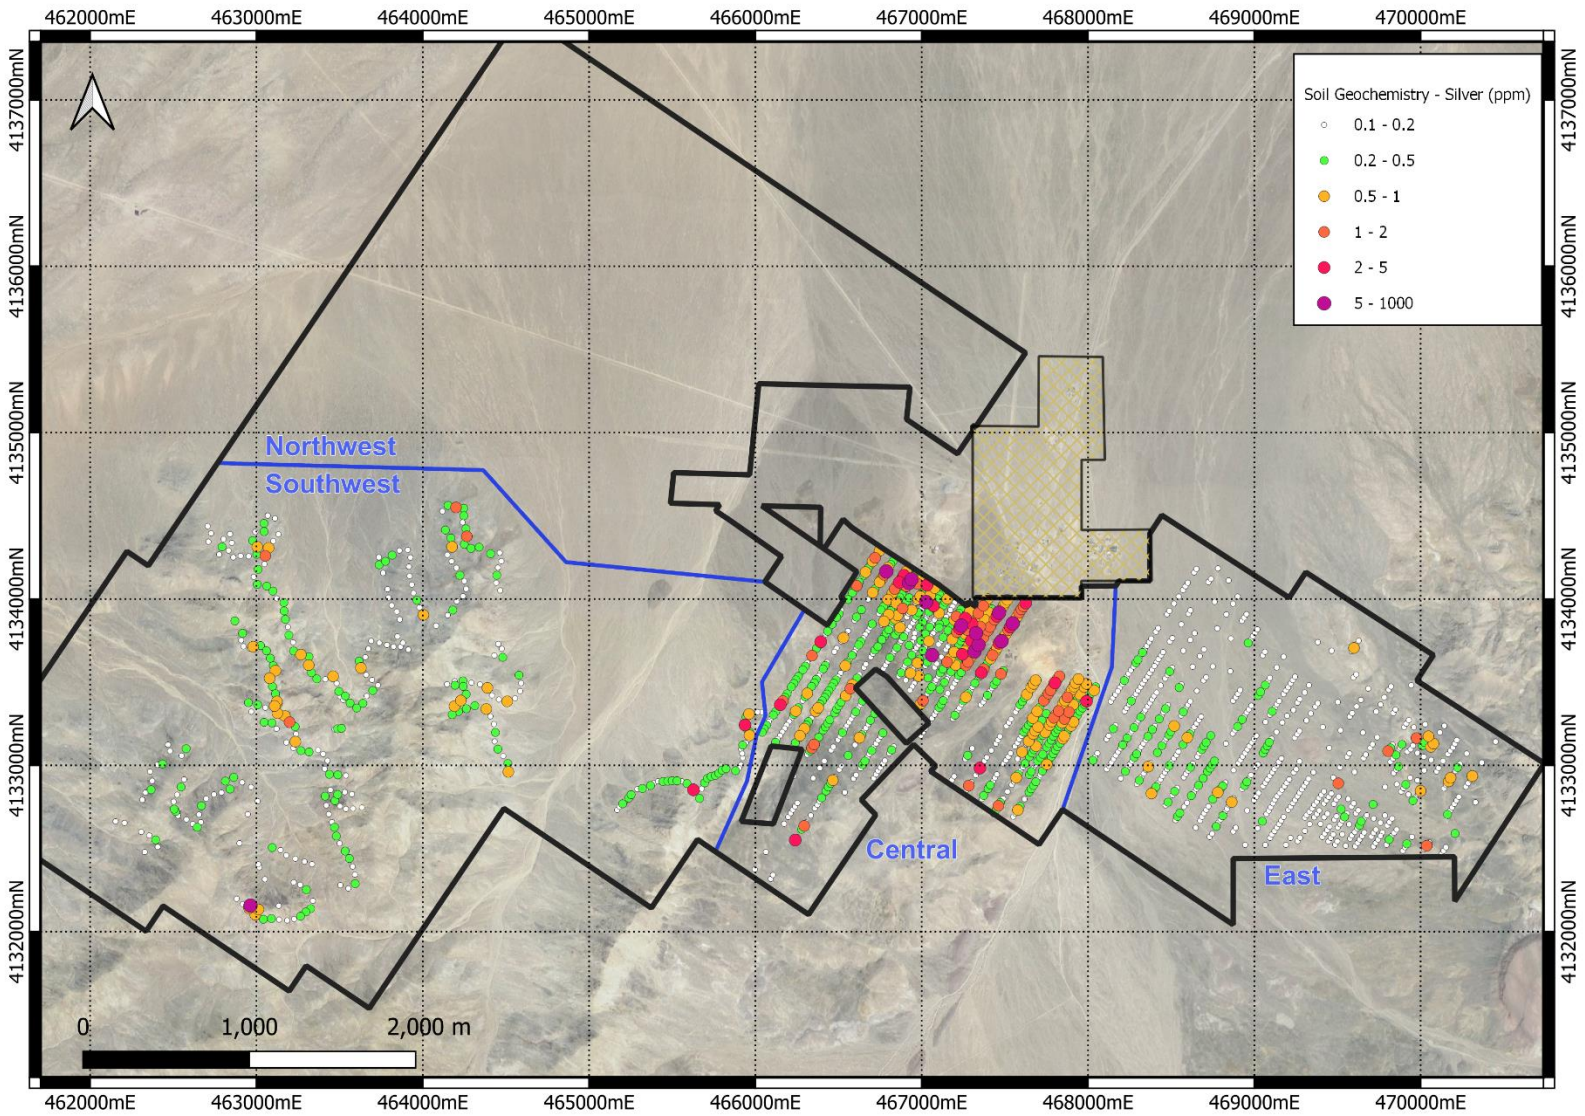 462000mE 463000mE 464000mE 465000mE 466000mE 467000mE 468000mE 469000mE 470000mE
Soil Geochemistry - Silver (ppm)
0.1 - 0.2
0.2 - 0.5
0.5 - 1
1 - 2
2 - 5
5 - 1000
4137000mN 4137000mN
4136000mN 4136000mN
4135000mN 4135000mN
Northwest
Southwest
4134000mN 4134000mN
4133000mN 4133000mN
Central
East
4132000mN 4132000mN
0 1,000 2,000 m
462000mE 463000mE 464000mE 465000mE 466000mE 467000mE 468000mE 469000mE 470000mE